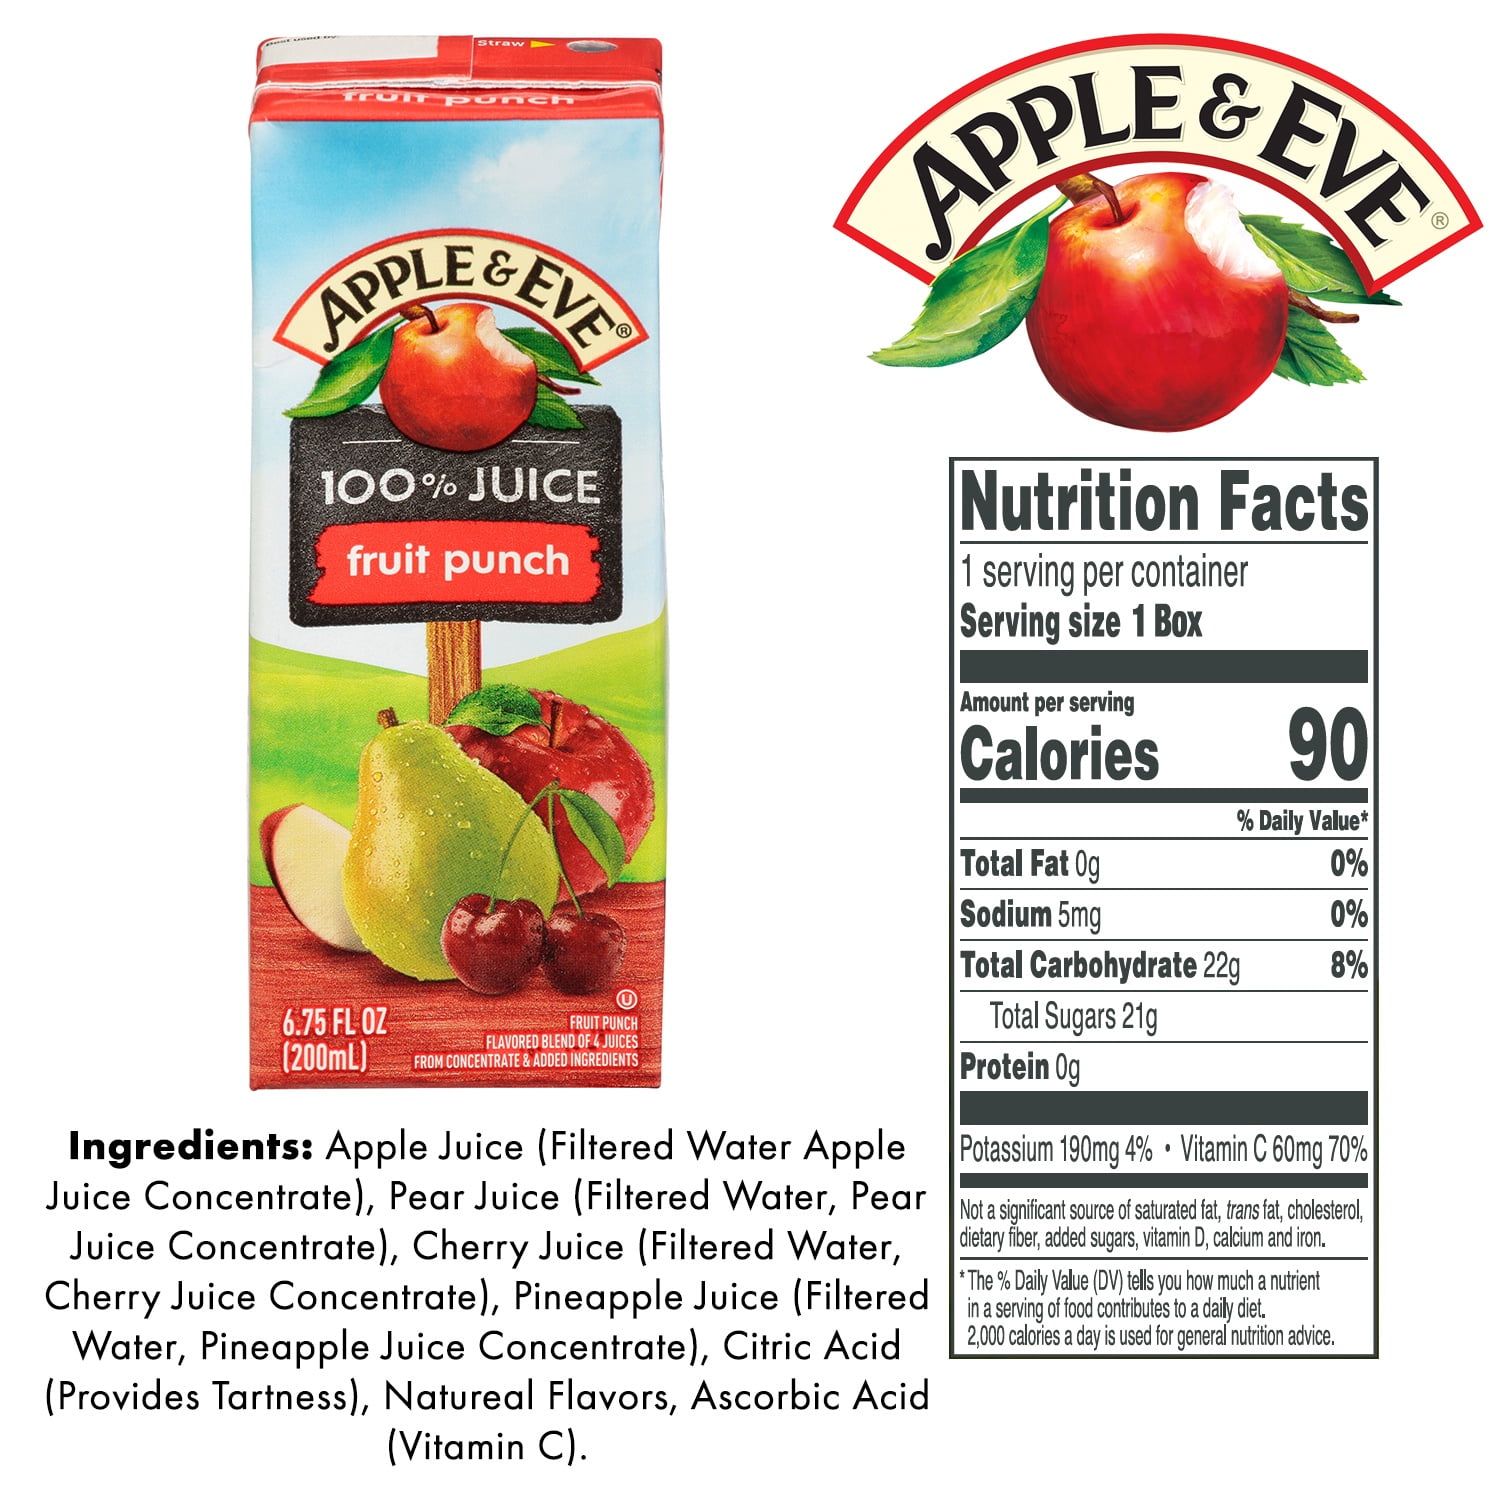 Best used by:
Straw
fruit punch
APPLE & EVE®
100% JUICE
fruit punch
6.75 FL OZ
(200mL)
U
FRUIT PUNCH
FLAVORED BLEND OF 4 JUICES
FROM CONCENTRATE & ADDED INGREDIENTS
Ingredients: Apple Juice (Filtered Water Apple
Juice Concentrate), Pear Juice (Filtered Water, Pear
Juice Concentrate), Cherry Juice (Filtered Water,
Cherry Juice Concentrate), Pineapple Juice (Filtered
Water, Pineapple Juice Concentrate), Citric Acid
(Provides Tartness), Natureal Flavors, Ascorbic Acid
(Vitamin C).
APPLE & EVE®
Nutrition Facts
1 serving per container
Serving size 1 Box
Amount per serving
Calories 90
% Daily Value*
Total Fat 0g 0%
Sodium 5mg 0%
Total Carbohydrate 22g 8%
Total Sugars 21g
Protein 0g
Potassium 190mg 4% • Vitamin C 60mg 70%
Not a significant source of saturated fat, trans fat, cholesterol,
dietary fiber, added sugars, vitamin D, calcium and iron.
*The % Daily Value (DV) tells you how much a nutrient
in a serving of food contributes to a daily diet.
2,000 calories a day is used for general nutrition advice.